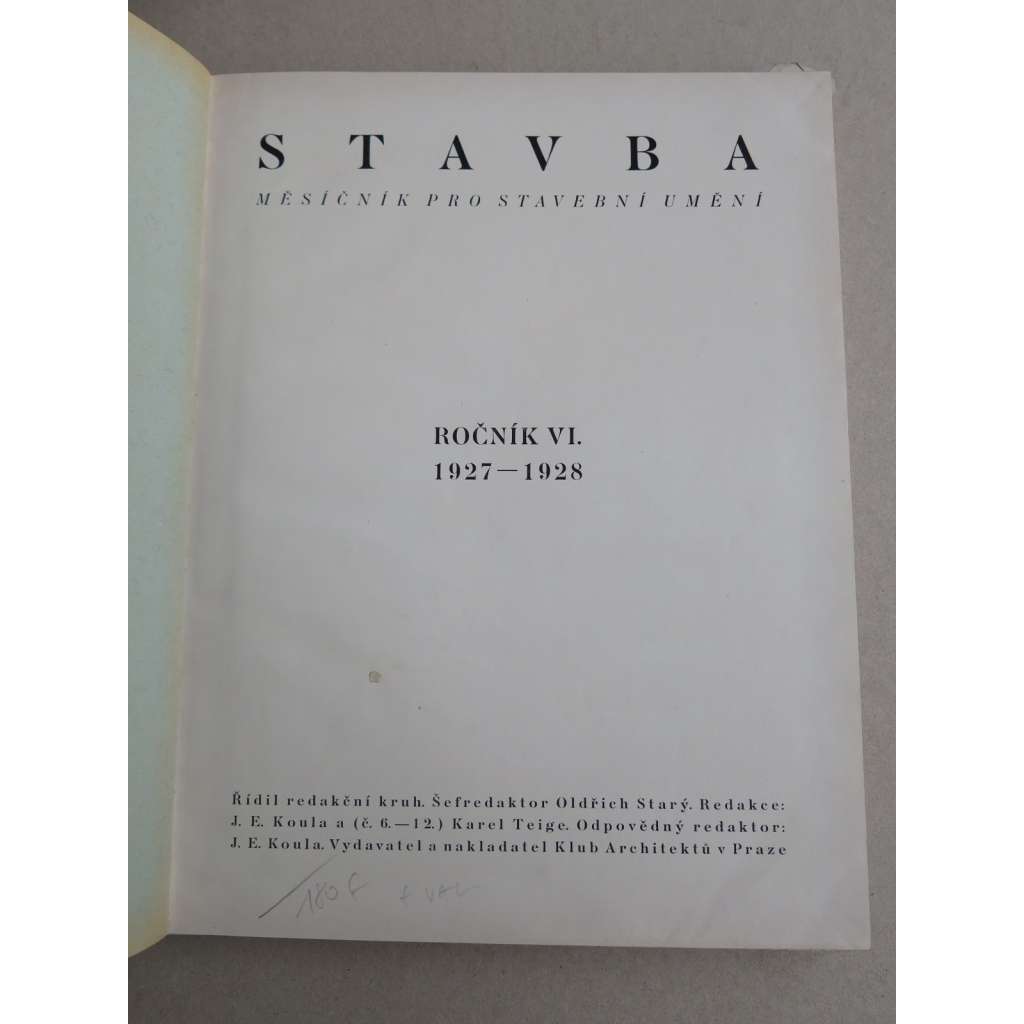 STAVBA
MĚSÍČNÍK PRO STAVEBNÍ UMĚNÍ
ROČNÍK VI.
1927—1928
Řídil redakční kruh. Šefredaktor Oldřich Starý. Redakce:
J. E. Koula a (č. 6.—12.) Karel Teige. Odpovědný redaktor:
J. E. Koula. Vydavatel a nakladatel Klub Architektů v Praze